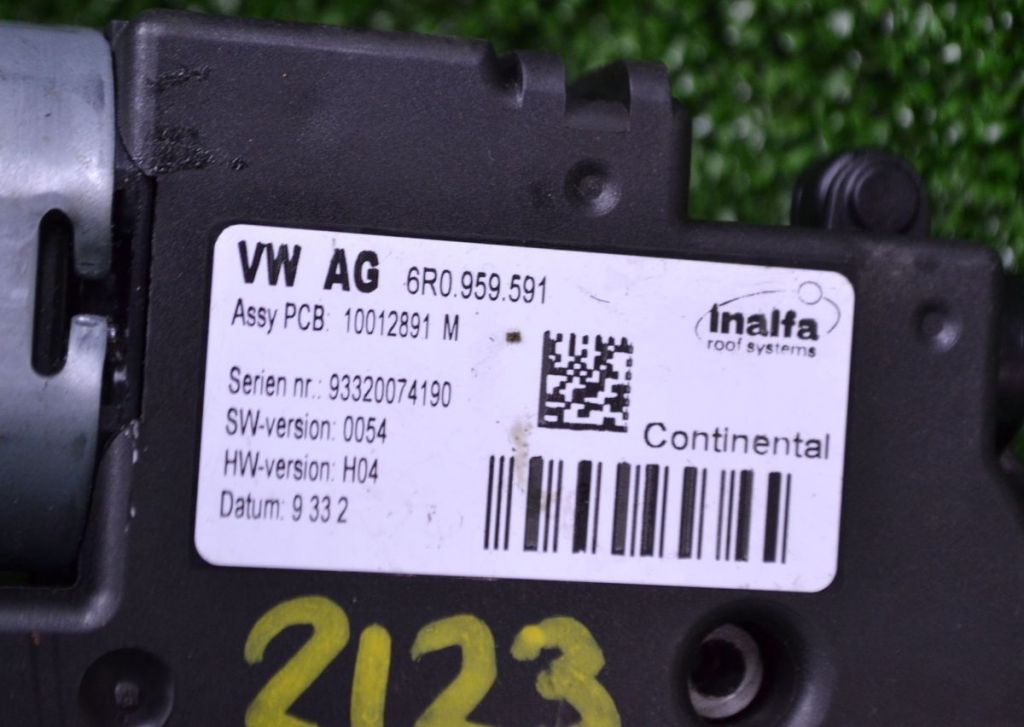 VW AG 6R0.959.591
Assy PCB: 10012891 M
Inalfa
roof systems
Serien nr.: 93320074190
SW-version: 0054
HW-version: H04
Datum: 9 33 2
Continental
2123